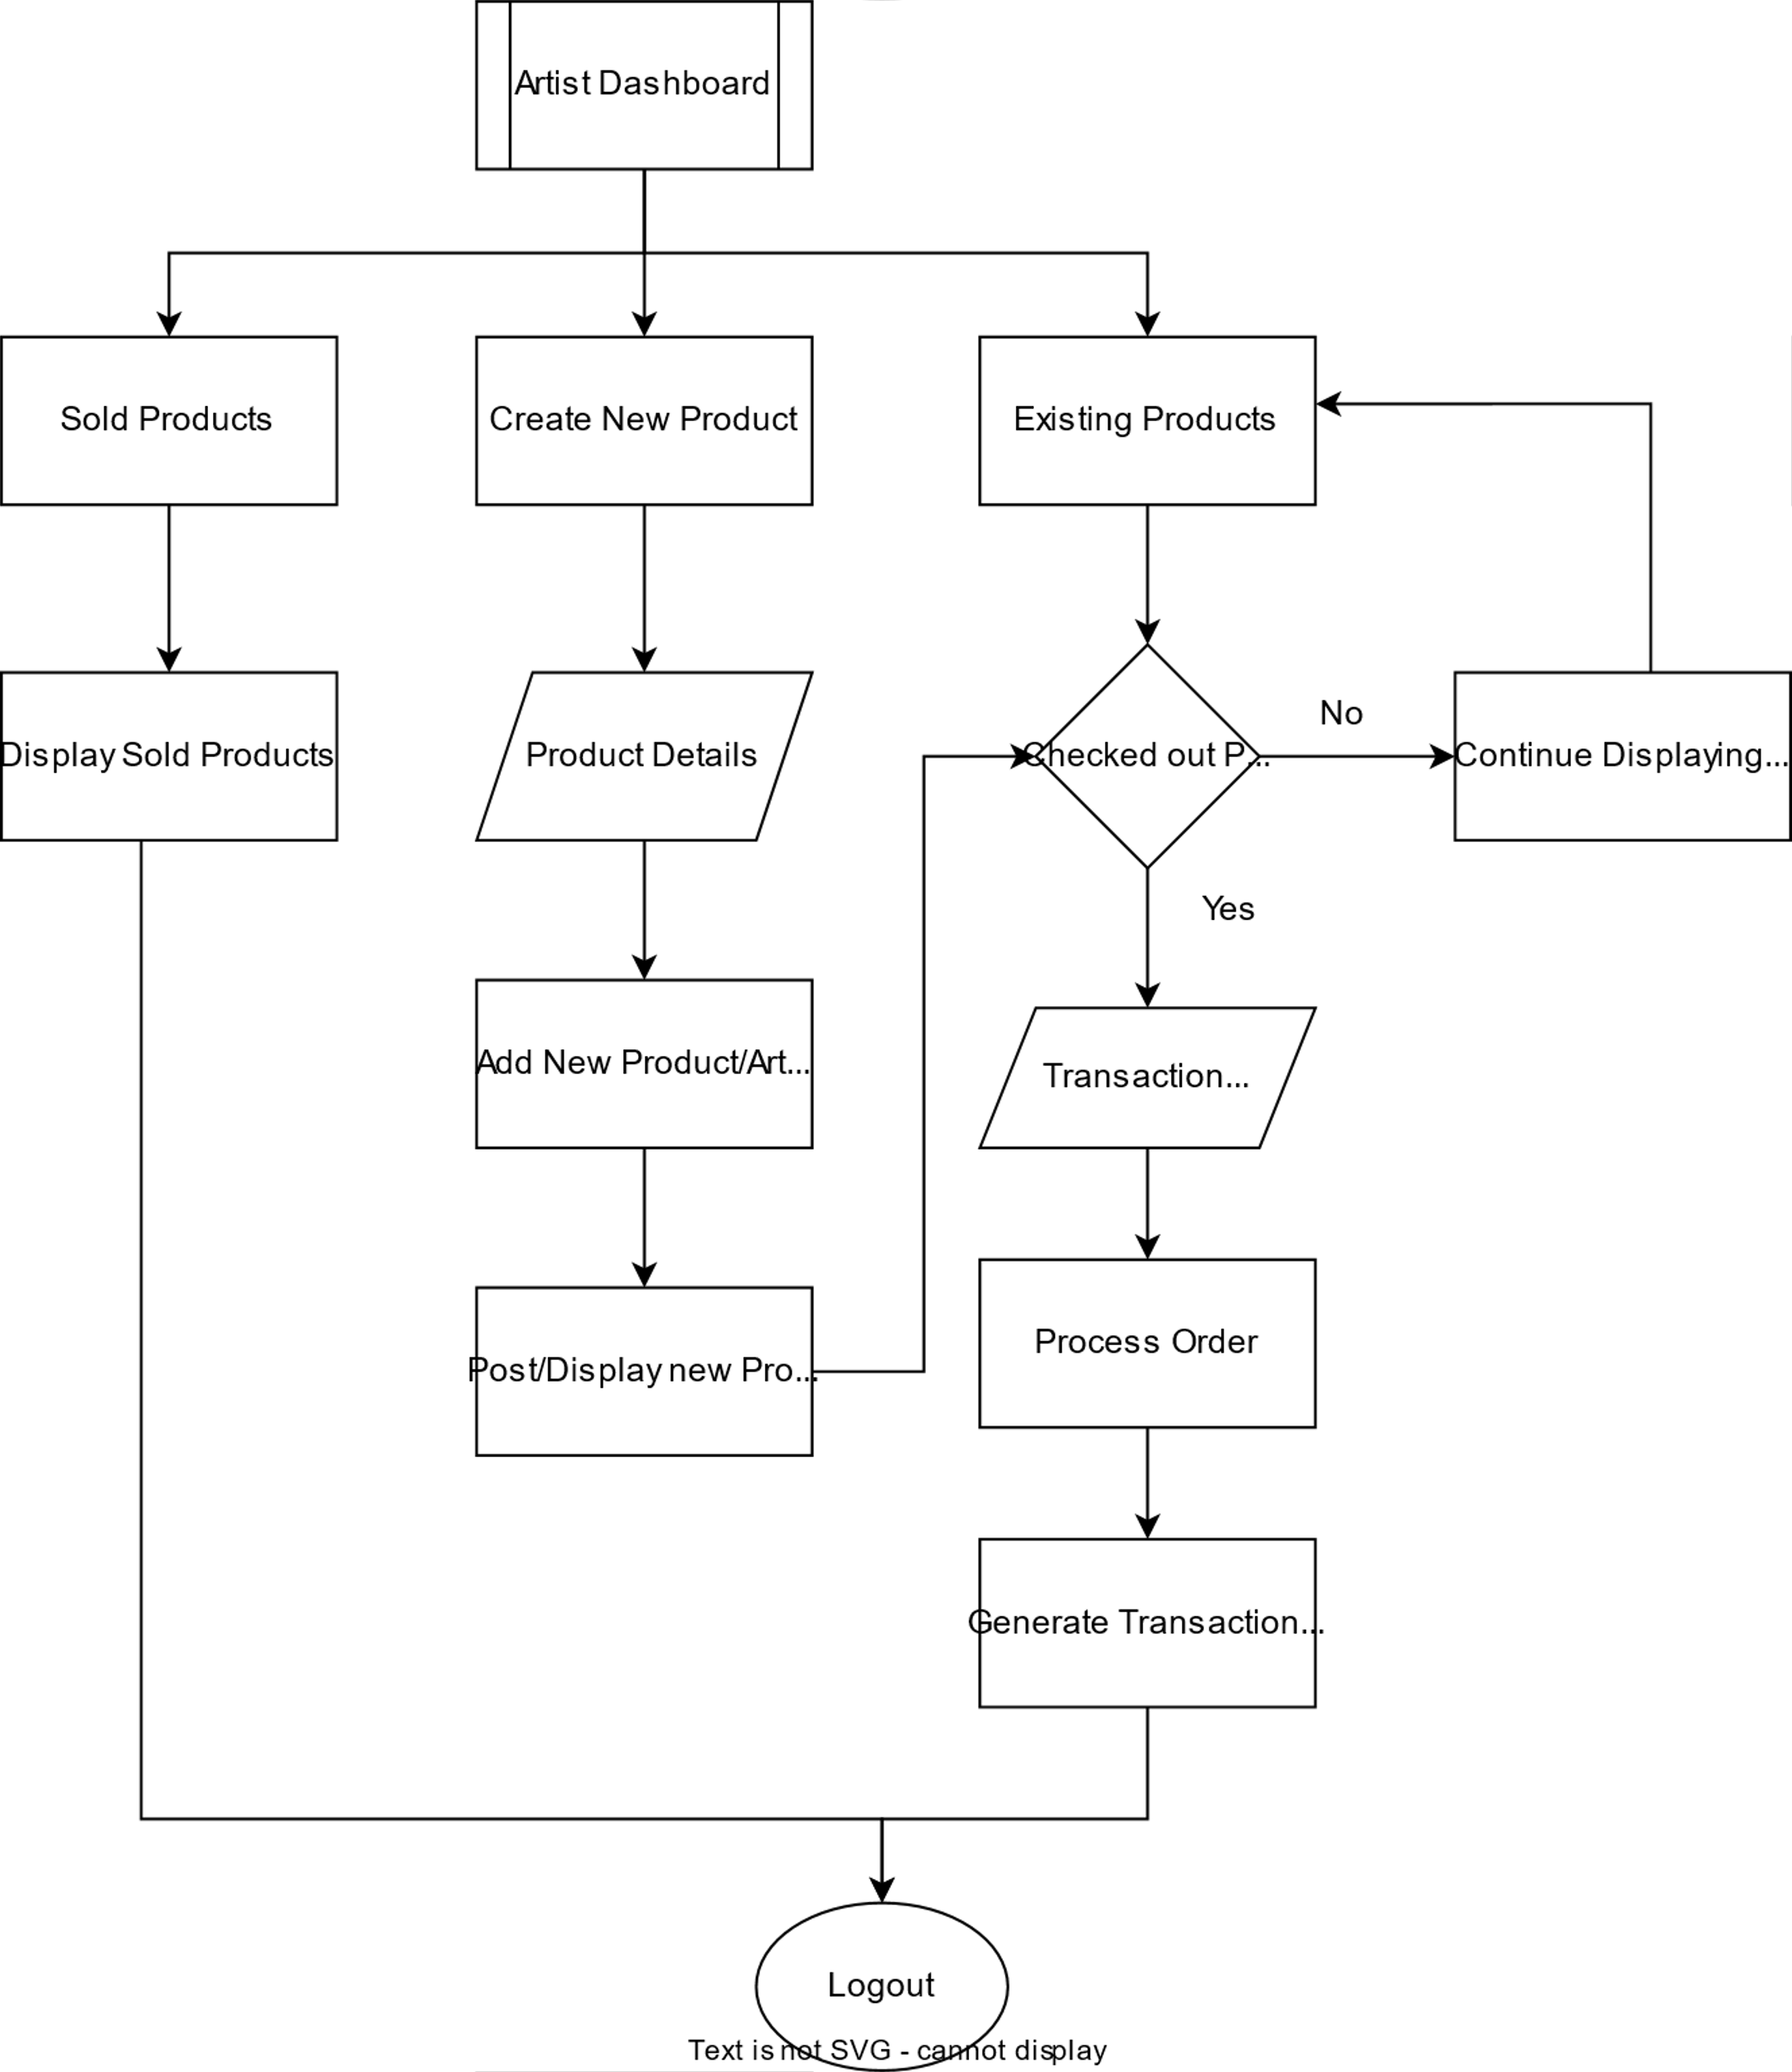 Artist Dashboard
Sold Products
Create New Product
Existing Products
Display Sold Products
Product Details
Checked out P...
No
Continue Displaying...
Yes
Add New Product/Art...
Transaction...
Process Order
Post/Display new Pro...
Generate Transaction...
Logout
Text is not SVG - cannot display